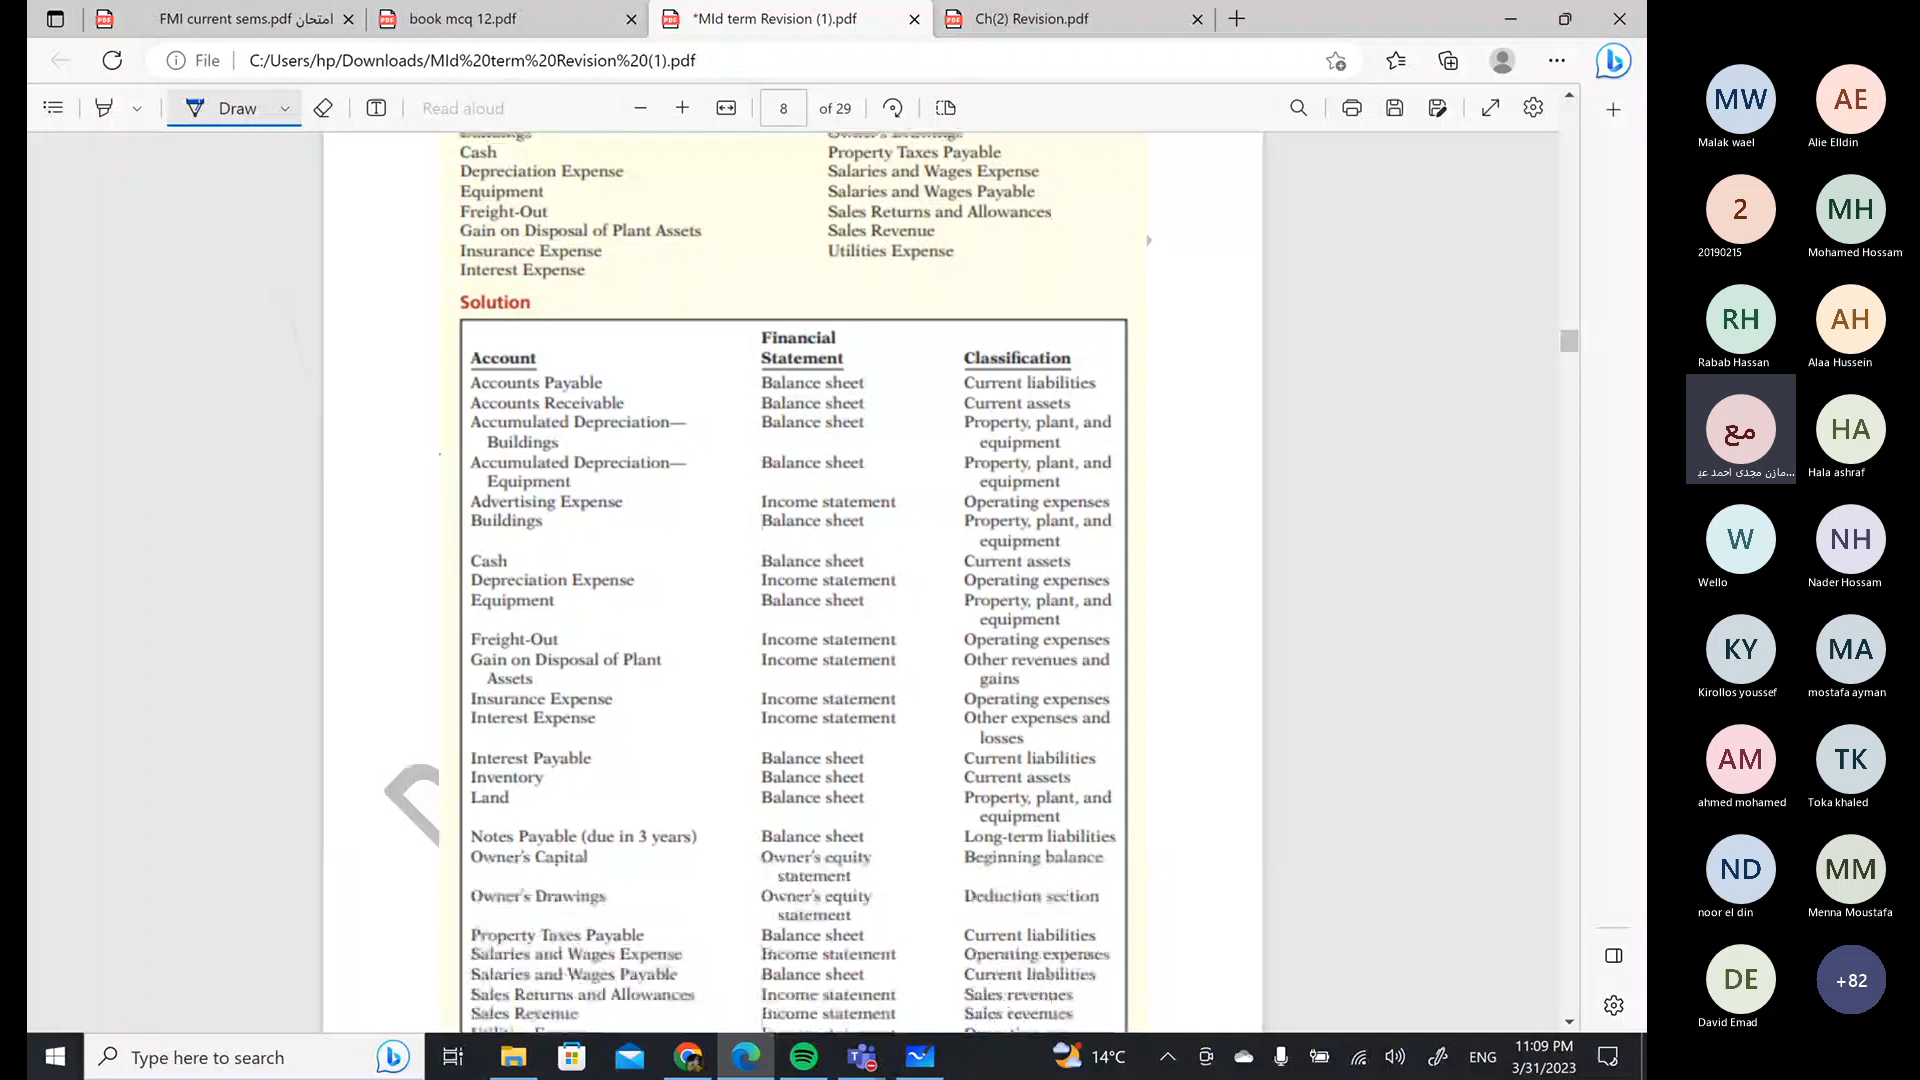 FMI current sems.pdf امتحان
book mcq 12.pdf
*MId term Revision (1).pdf
Ch(2) Revision.pdf
File
C:/Users/hp/Downloads/MId%20term%20Revision%20(1).pdf
Draw
Read aloud
8
of 29
Buildings
Owner's Drawings
Cash
Property Taxes Payable
Depreciation Expense
Salaries and Wages Expense
Equipment
Salaries and Wages Payable
Freight-Out
Sales Returns and Allowances
Gain on Disposal of Plant Assets
Sales Revenue
Insurance Expense
Utilities Expense
Interest Expense
Solution
Financial
Account Statement Classification
Accounts Payable Balance sheet Current liabilities
Accounts Receivable Balance sheet Current assets
Accumulated Depreciation— Balance sheet Property, plant, and
Buildings equipment
Accumulated Depreciation— Balance sheet Property, plant, and
Equipment equipment
Advertising Expense Income statement Operating expenses
Buildings Balance sheet Property, plant, and
equipment
Cash Balance sheet Current assets
Depreciation Expense Income statement Operating expenses
Equipment Balance sheet Property, plant, and
equipment
Freight-Out Income statement Operating expenses
Gain on Disposal of Plant Income statement Other revenues and
Assets gains
Insurance Expense Income statement Operating expenses
Interest Expense Income statement Other expenses and
losses
Interest Payable Balance sheet Current liabilities
Inventory Balance sheet Current assets
Land Balance sheet Property, plant, and
equipment
Notes Payable (due in 3 years) Balance sheet Long-term liabilities
Owner's Capital Owner's equity Beginning balance
statement
Owner's Drawings Owner's equity Deduction section
statement
Property Taxes Payable Balance sheet Current liabilities
Salaries and Wages Expense Income statement Operating expenses
Salaries and Wages Payable Balance sheet Current liabilities
Sales Returns and Allowances Income statement Sales revenues
Sales Revenue Income statement Sales revenues
MW
Malak wael
AE
Alie Elldin
2
20190215
MH
Mohamed Hossam
RH
Rabab Hassan
AH
Alaa Hussein
مع
مازن مجدى احمد عبد...
HA
Hala ashraf
W
Wello
NH
Nader Hossam
KY
Kirollos youssef
MA
mostafa ayman
AM
ahmed mohamed
TK
Toka khaled
ND
noor el din
MM
Menna Moustafa
DE
David Emad
+82
Type here to search
14°C
ENG
11:09 PM
3/31/2023